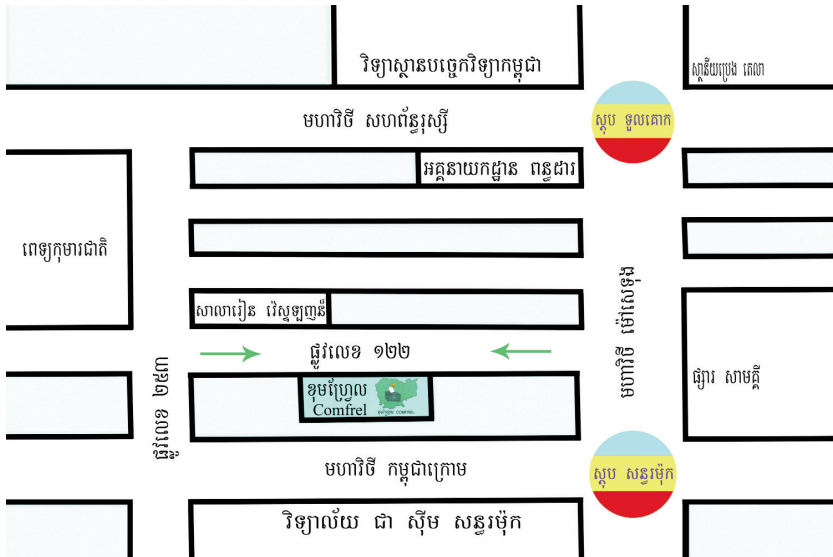 វិទ្យាស្ថានបច្ចេកវិទ្យាកម្ពុជា
ស្ថានីយប្រេង តេលា
មហាវិថី សហព័ន្ធរុស្ស៊ី
ស្តុប ទួលគោក
អគ្គនាយកដ្ឋាន ពន្ធដារ
ពេទ្យកុមារជាតិ
មហាវិថី ម៉ៅសេទុង
សាលារៀន វ៉េស្ទឡាញន៍
ផ្លូវលេខ ១២២
ផ្លូវលេខ ២៥៣
ផ្សារ សាមគ្គី
ខុមហ្វ្រែល
Comfrel
ស្តុប សន្ធរម៉ុក
មហាវិថី កម្ពុជាក្រោម
វិទ្យាល័យ ជា ស៊ីម សន្ធរម៉ុក